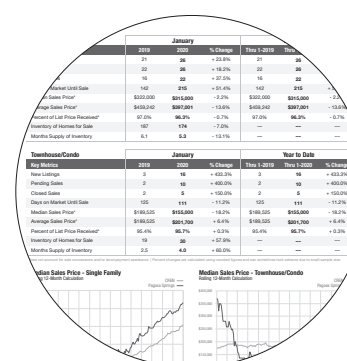 January
2019 2020 % Change Thru 1-2019
21 26 + 23.8% 21 26
22 26 + 18.2% 22 26
16 22 + 37.5% 16 22
Market Until Sale 142 215 + 51.4% 142 215
Sales Price* $322,000 $315,000 - 2.2% $322,000 $315,000
Sales Price* $459,242 $397,001 - 13.6% $459,242 $397,001 - 13.6%
Percent of List Price Received* 97.0% 96.3% - 0.7% 97.0% 96.3% - 0.7%
Inventory of Homes for Sale 187 174 - 7.0% — — —
Months Supply of Inventory 6.1 5.3 - 13.1% — — —
Townhouse/Condo January Year to Date
Key Metrics 2019 2020 % Change Thru 1-2019 Thru 1-2020 % Change
New Listings 3 16 + 433.3% 3 16 + 433.3%
Pending Sales 2 10 + 400.0% 2 10 + 400.0%
Closed Sales 2 5 + 150.0% 2 5 + 150.0%
Days on Market Until Sale 125 111 - 11.2% 125 111 - 11.2%
Median Sales Price* $189,525 $155,000 - 18.2% $189,525 $155,000 - 18.2%
Average Sales Price* $189,525 $201,700 + 6.4% $189,525 $201,700 + 6.4%
Percent of List Price Received* 95.4% 95.7% + 0.3% 95.4% 95.7% + 0.3%
Inventory of Homes for Sale 19 30 + 57.9% — — —
Months Supply of Inventory 2.5 4.0 + 60.0% — — —
Median Sales Price - Single Family
12-Month Calculation
CREN
Pagosa Springs
Median Sales Price - Townhouse/Condo
Rolling 12-Month Calculation